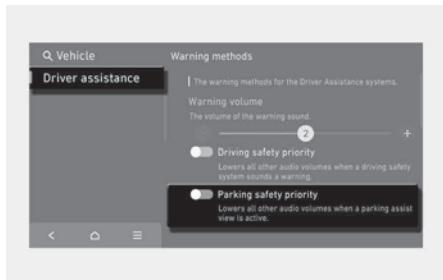 Vehicle
Driver assistance
Warning methods
The warning methods for the Driver Assistance systems.
Warning volume
The volume of the warning sound.
2
Driving safety priority
Lowers all other audio volumes when a driving safety
system sounds a warning.
Parking safety priority
Lowers all other audio volumes when a parking assist
view is active.